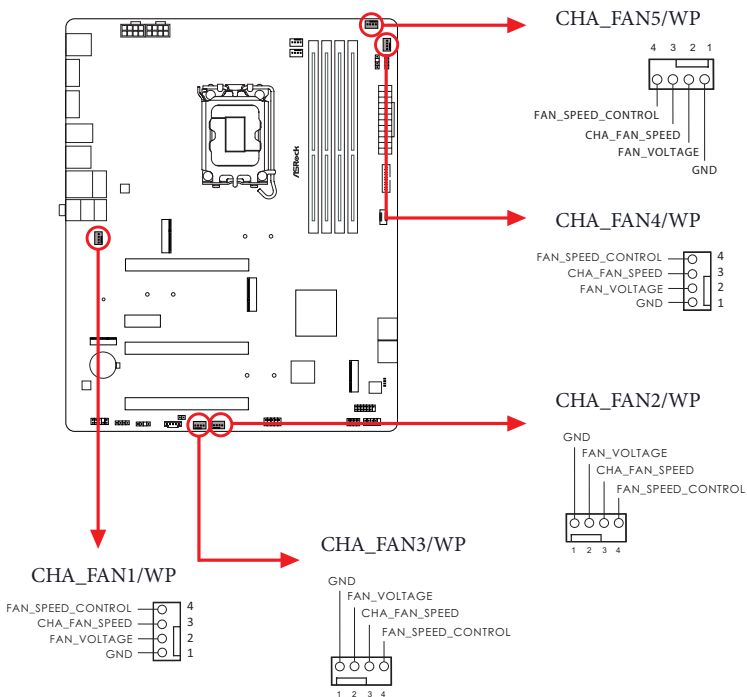 CHA_FAN5/WP
4 3 2 1
FAN_SPEED_CONTROL
CHA_FAN_SPEED
FAN_VOLTAGE
GND
/ISRock
CHA_FAN4/WP
FAN_SPEED_CONTROL 4
CHA_FAN_SPEED 3
FAN_VOLTAGE 2
GND 1
CHA_FAN2/WP
GND
FAN_VOLTAGE
CHA_FAN_SPEED
FAN_SPEED_CONTROL
1 2 3 4
CHA_FAN3/WP
GND
FAN_VOLTAGE
CHA_FAN_SPEED
FAN_SPEED_CONTROL
1 2 3 4
CHA_FAN1/WP
FAN_SPEED_CONTROL 4
CHA_FAN_SPEED 3
FAN_VOLTAGE 2
GND 1